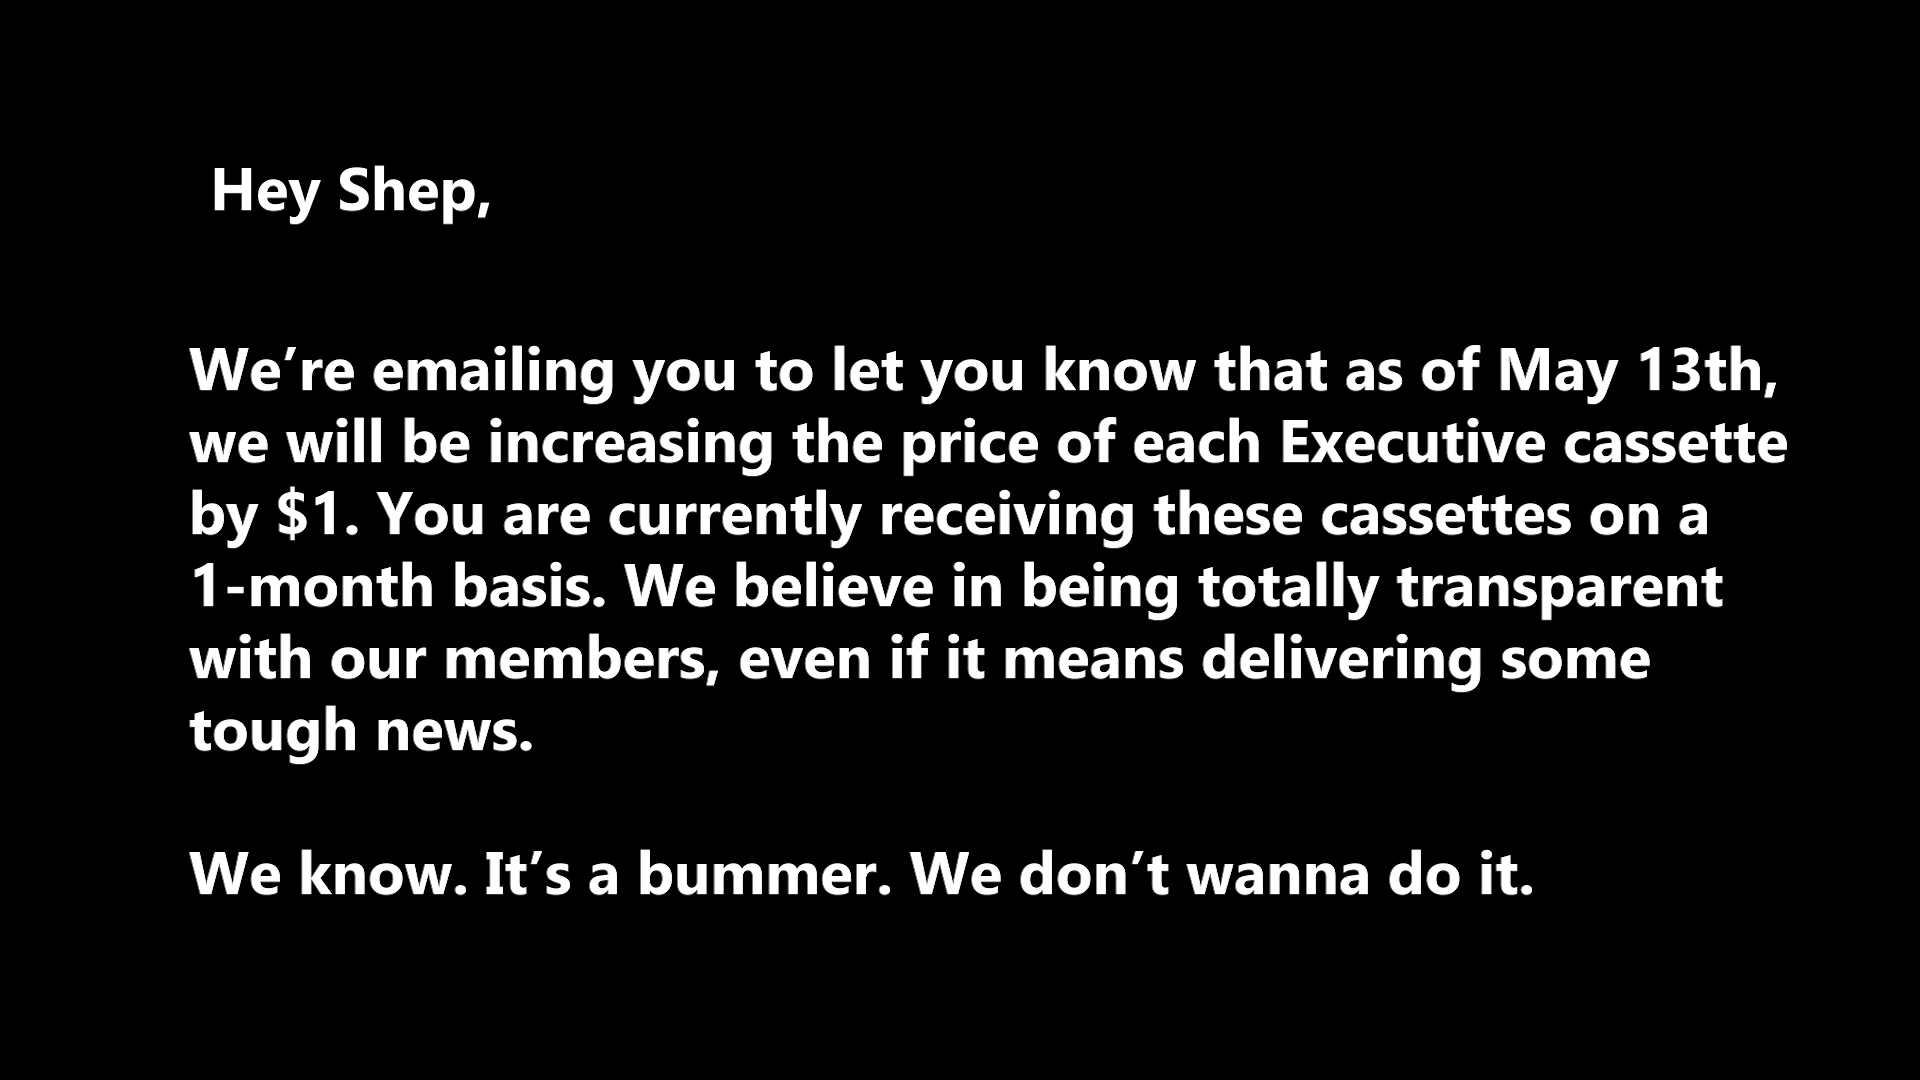 Hey Shep,
We’re emailing you to let you know that as of May 13th,
we will be increasing the price of each Executive cassette
by $1. You are currently receiving these cassettes on a
1-month basis. We believe in being totally transparent
with our members, even if it means delivering some
tough news.
We know. It’s a bummer. We don’t wanna do it.